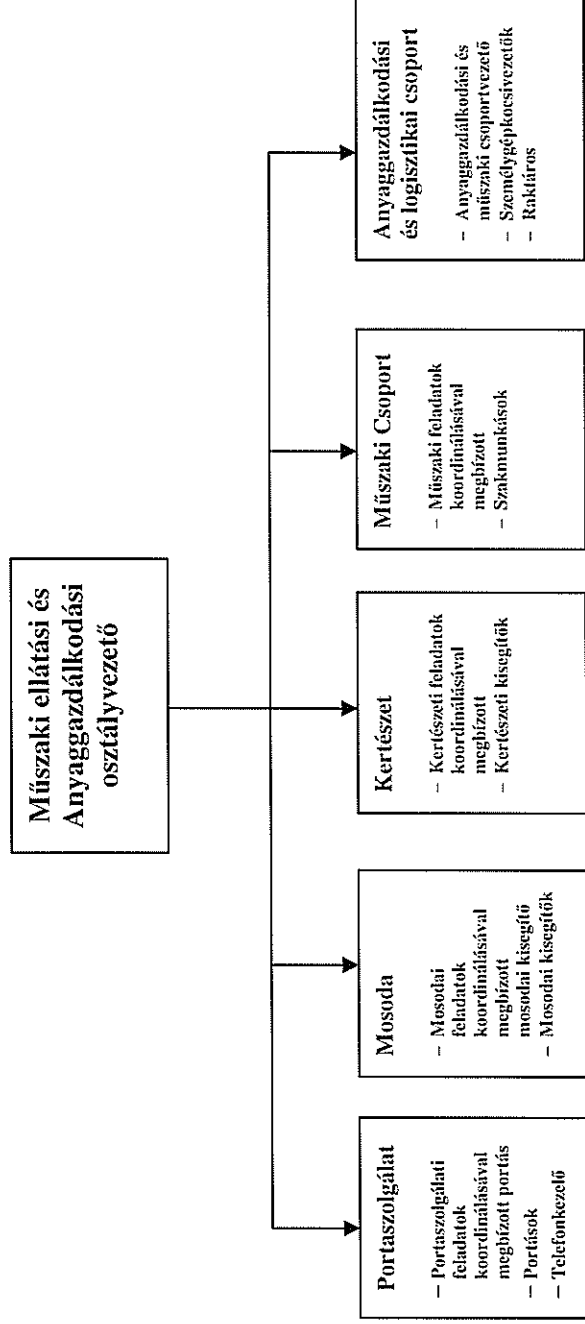 Műszaki ellátási és
Anyaggazdálkodási
osztályvezető
Portaszolgálat
– Portaszolgálati
feladatok
koordinálásával
megbízott portás
– Portások
– Telefonkezelő
Mosoda
– Mosodai
feladatok
koordinálásával
megbízott
mosodai kisegítő
– Mosodai kisegítők
Kertészet
– Kertészeti feladatok
koordinálásával
megbízott
– Kertészeti kisegítők
Műszaki Csoport
– Műszaki feladatok
koordinálásával
megbízott
– Szakmunkások
Anyaggazdálkodási
és logisztikai csoport
– Anyaggazdálkodási és
műszaki csoportvezető
– Személygépkocsivezetők
– Raktáros